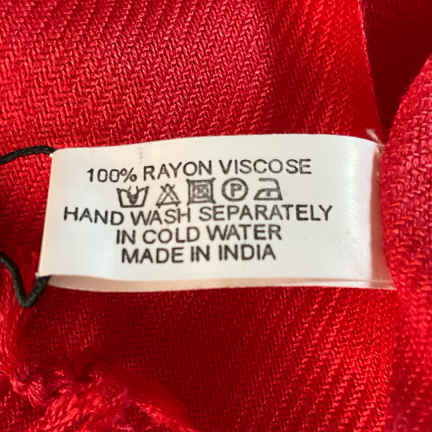 100% RAYON VISCOSE
P
HAND WASH SEPARATELY
IN COLD WATER
MADE IN INDIA